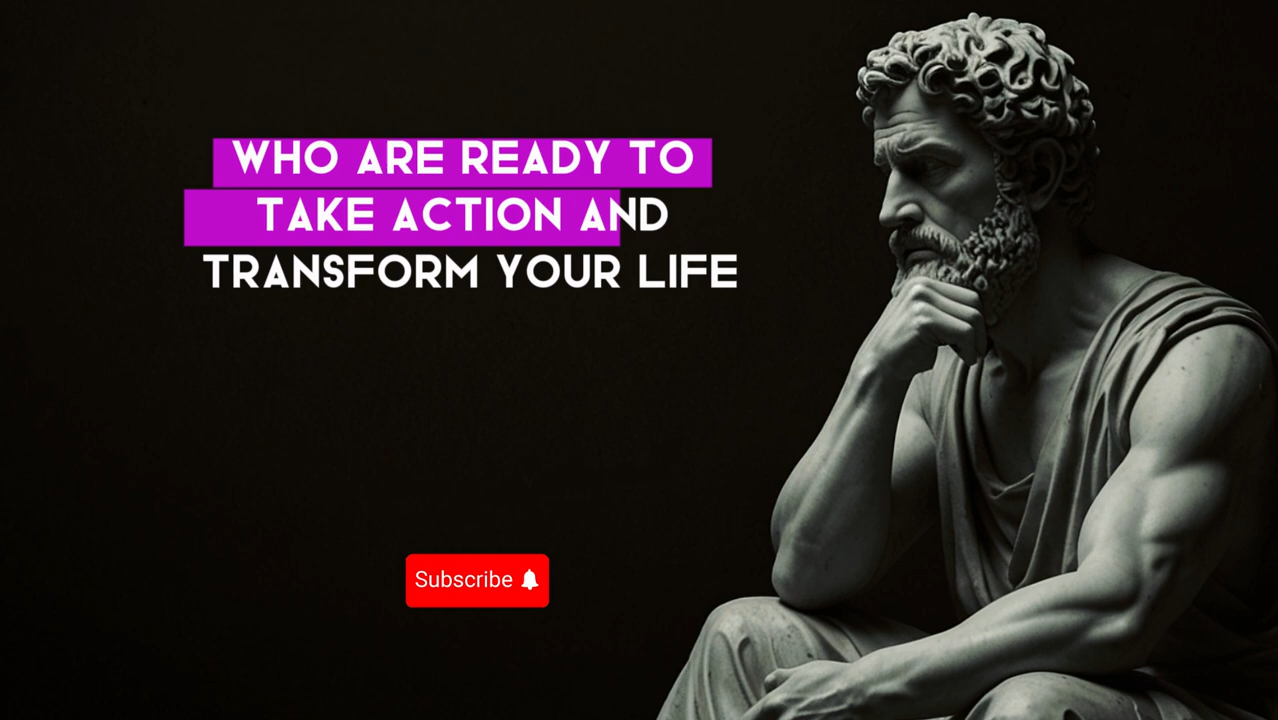 WHO ARE READY TO
TAKE ACTION AND
TRANSFORM YOUR LIFE
Subscribe